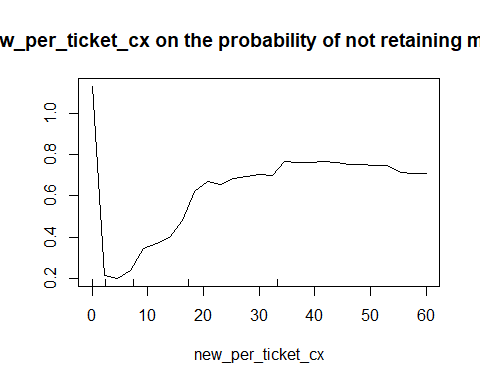 w_per_ticket_cx on the probability of not retaining m
1.0
0.8
0.6
0.4
0.2
0 10 20 30 40 50 60
new_per_ticket_cx